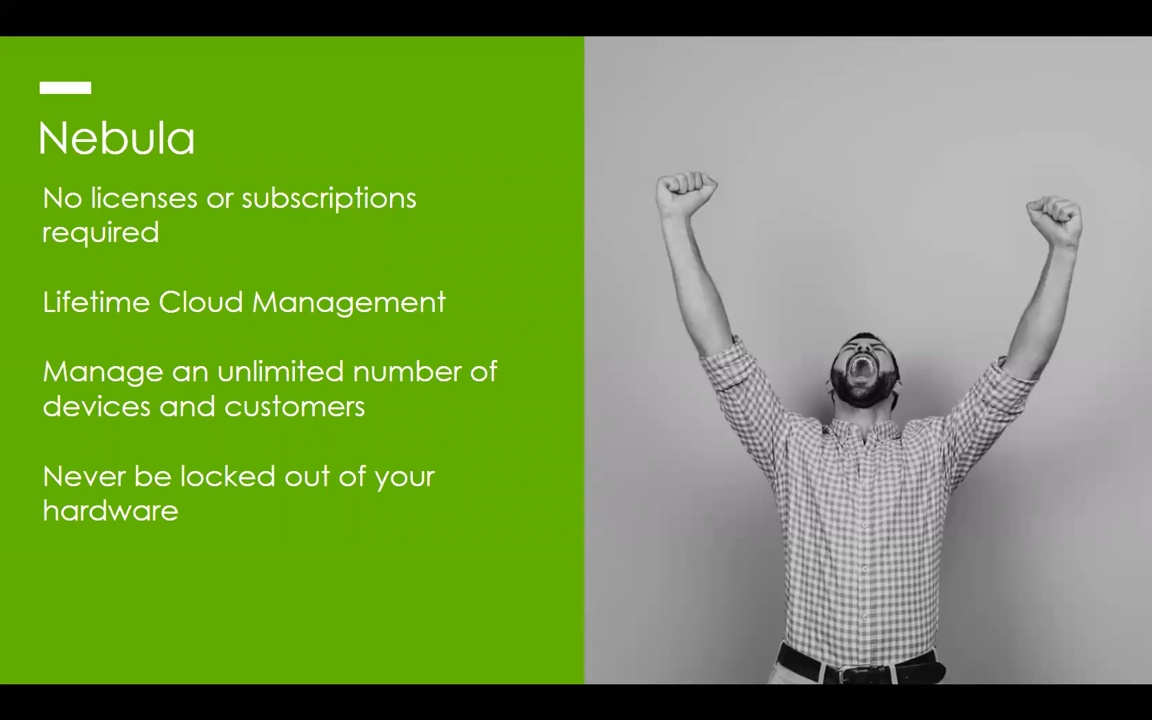 Nebula
No licenses or subscriptions
required
Lifetime Cloud Management
Manage an unlimited number of
devices and customers
Never be locked out of your
hardware